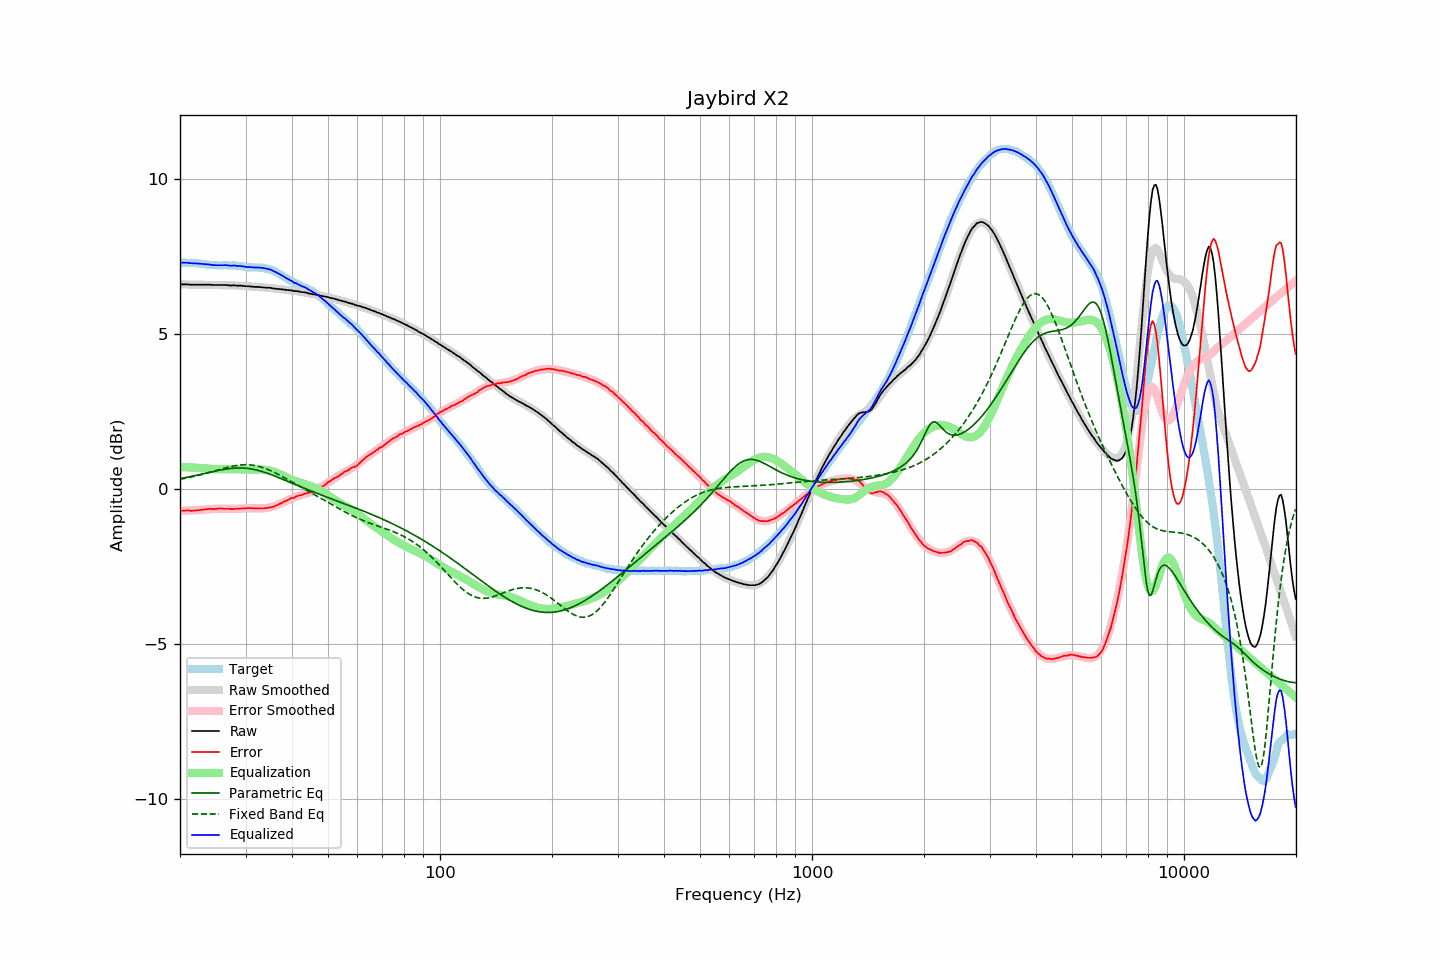 Jaybird X2
Amplitude (dBr)
10
5
0
−5
−10
Target
Raw Smoothed
Error Smoothed
Raw
Error
Equalization
Parametric Eq
Fixed Band Eq
Equalized
100
1000
10000
Frequency (Hz)